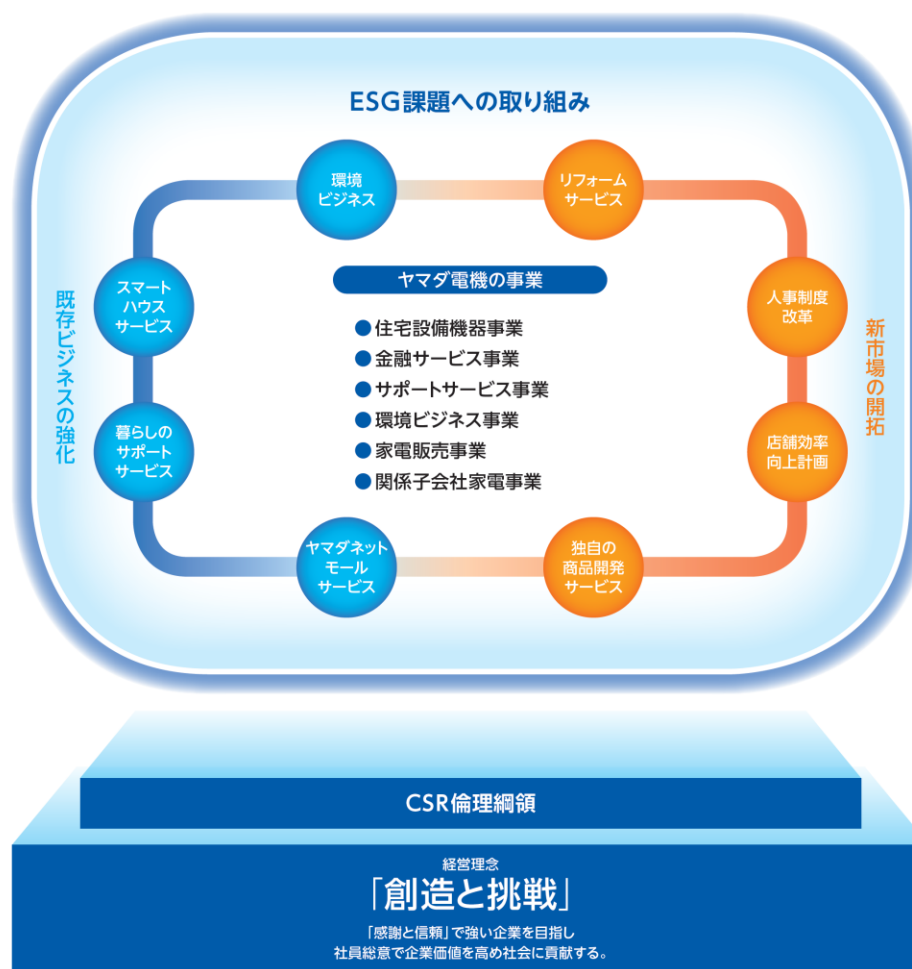 ESG課題への取り組み
環境
ビジネス
リフォーム
サービス
スマート
ハウス
サービス
人事制度
改革
既存ビジネスの強化
新市場の開拓
暮らしの
サポート
サービス
店舗効率
向上計画
ヤマダネット
モール
サービス
独自の
商品開発
サービス
ヤマダ電機の事業
●住宅設備機器事業
●金融サービス事業
●サポートサービス事業
●環境ビジネス事業
●家電販売事業
●関係子会社家電事業
CSR倫理綱領
経営理念
「創造と挑戦」
「感謝と信頼」で強い企業を目指し
社員総意で企業価値を高め社会に貢献する。